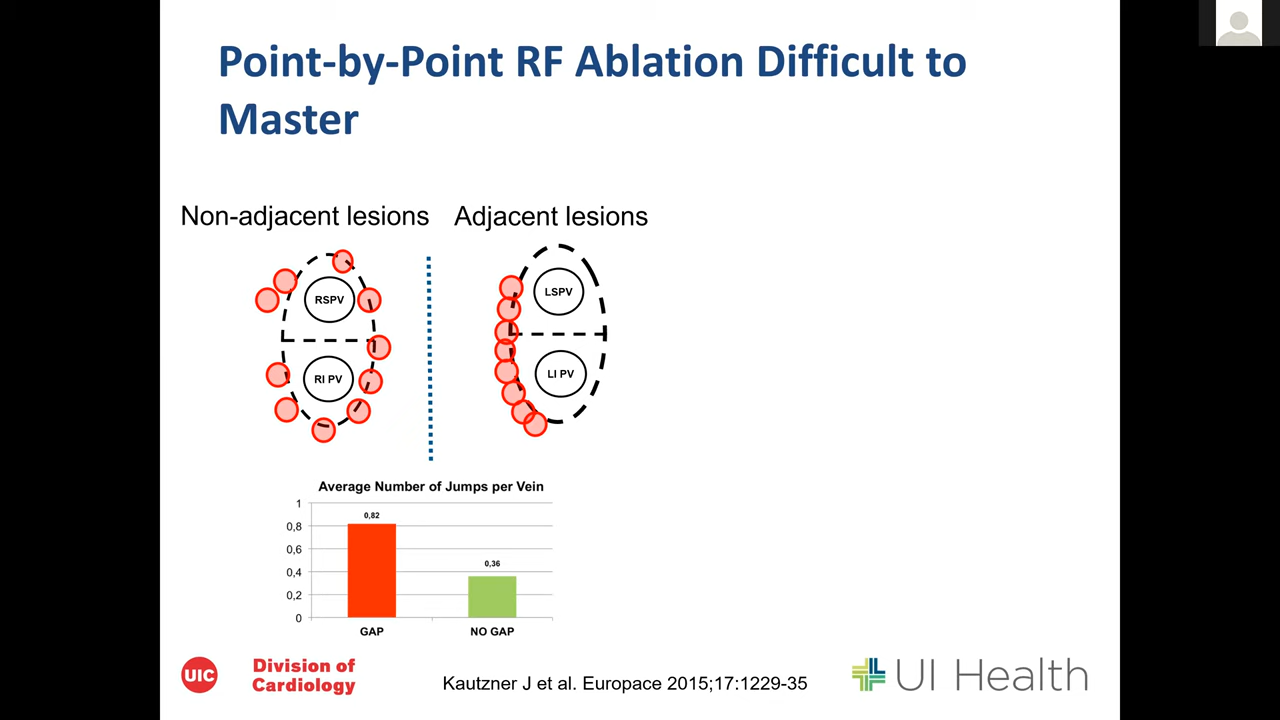 Point-by-Point RF Ablation Difficult to
Master
Non-adjacent lesions
Adjacent lesions
RSPV
RI PV
LSPV
LI PV
Average Number of Jumps per Vein
1
0,8
0,6
0,4
0,2
0
0,82
0,36
GAP
NO GAP
UIC
Division of
Cardiology
Kautzner J et al. Europace 2015;17:1229-35
UI Health